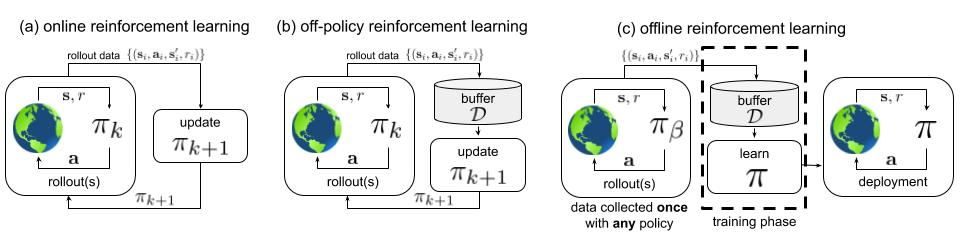 (a) online reinforcement learning
rollout data {(s_i, a_i, s'_i, r_i)}
s, r
π_k
a
rollout(s)
update
π_{k+1}
π_{k+1}
(b) off-policy reinforcement learning
rollout data {(s_i, a_i, s'_i, r_i)}
s, r
π_k
a
rollout(s)
buffer
𝒟
update
π_{k+1}
π_{k+1}
(c) offline reinforcement learning
{(s_i, a_i, s'_i, r_i)}
s, r
π_β
a
rollout(s)
data collected once
with any policy
buffer
𝒟
learn
π
training phase
s, r
π
a
deployment